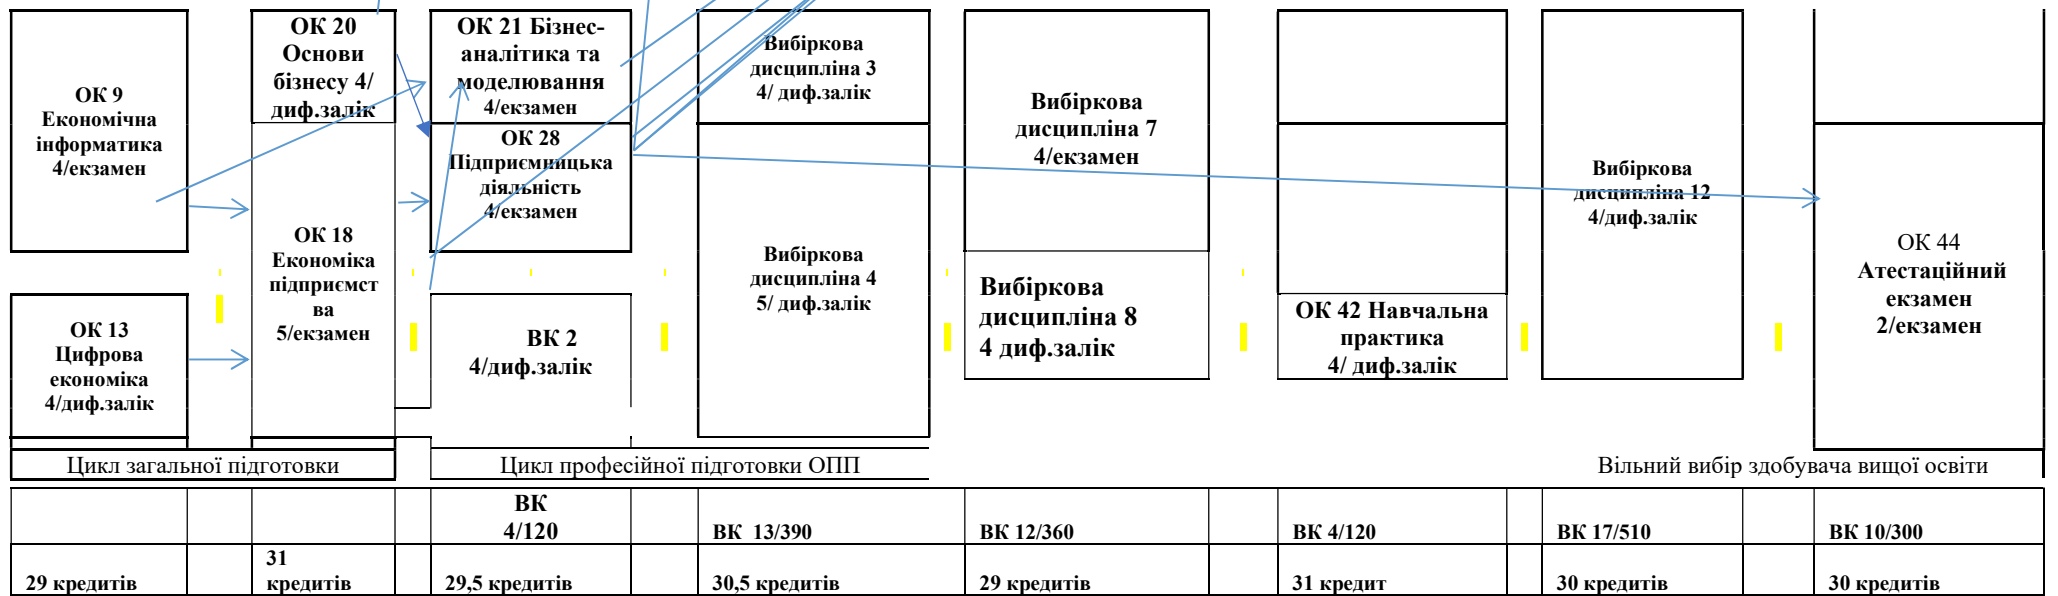 ОК 9
Економічна
інформатика
4/екзамен
ОК 13
Цифрова
економіка
4/диф.залік
ОК 20
Основи
бізнесу 4/
диф.залік
ОК 18
Економіка
підприємст
ва
5/екзамен
ОК 21 Бізнес-
аналітика та
моделювання
4/екзамен
ОК 28
Підприємницька
діяльність
4/екзамен
ВК 2
4/диф.залік
Вибіркова
дисципліна 3
4/ диф.залік
Вибіркова
дисципліна 4
5/ диф.залік
Вибіркова
дисципліна 7
4/екзамен
Вибіркова
дисципліна 8
4 диф.залік
ОК 42 Навчальна
практика
4/ диф.залік
Вибіркова
дисципліна 12
4/диф.залік
ОК 44
Атестаційний
екзамен
2/екзамен
Цикл загальної підготовки
Цикл професійної підготовки ОПП
Вільний вибір здобувача вищої освіти
ВК
4/120
ВК 13/390
ВК 12/360
ВК 4/120
ВК 17/510
ВК 10/300
29 кредитів
31
кредитів
29,5 кредитів
30,5 кредитів
29 кредитів
31 кредит
30 кредитів
30 кредитів